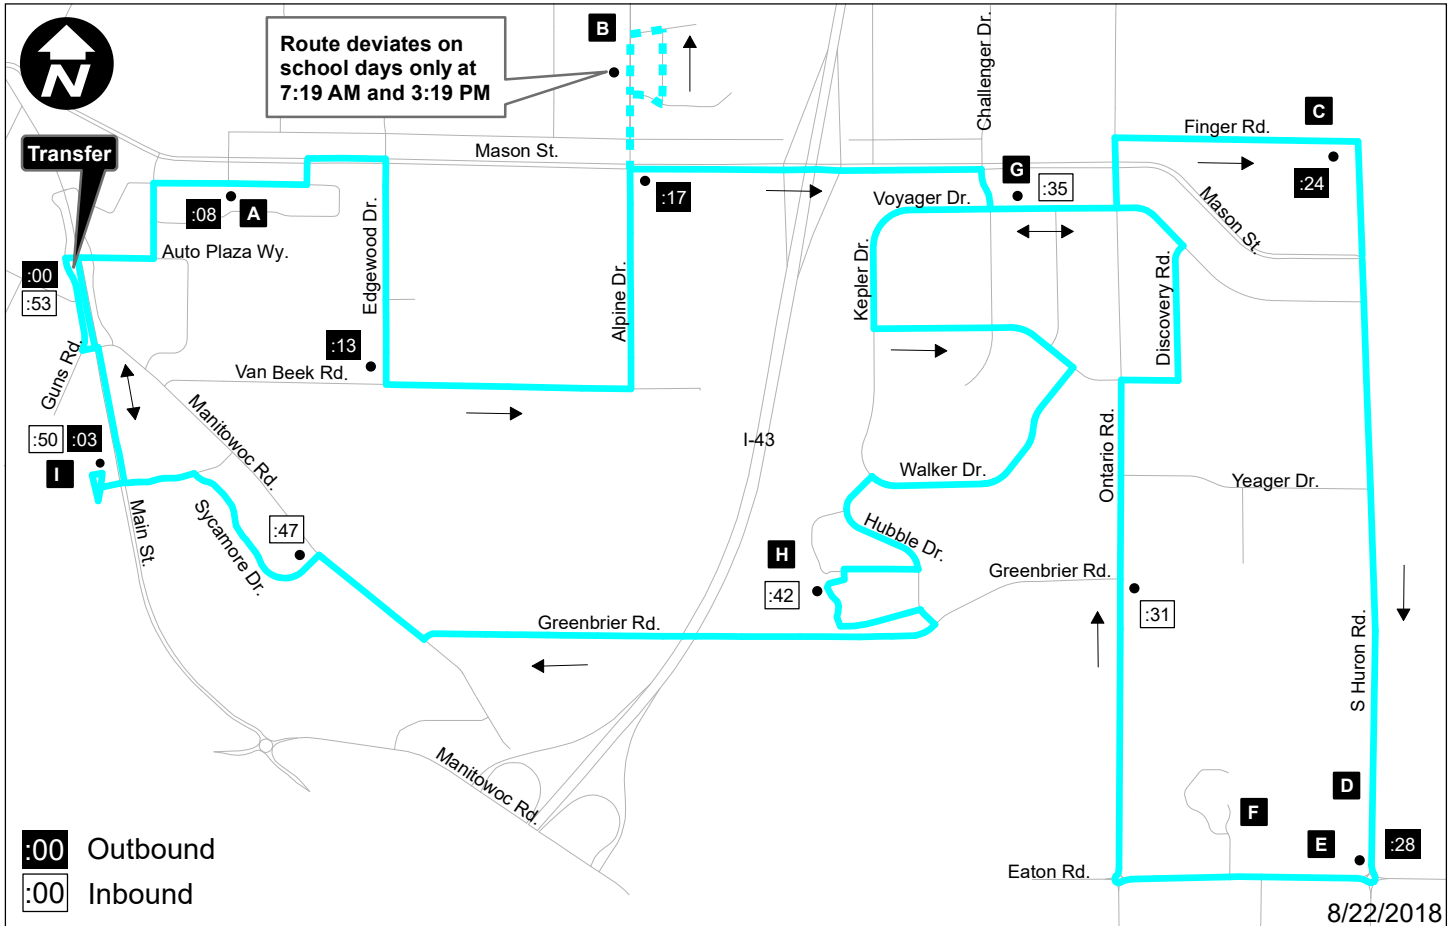 N
Route deviates on
school days only at
7:19 AM and 3:19 PM
B
Challenger Dr.
C
Finger Rd.
Transfer
Mason St.
:24
G
:35
:17
:08
A
Voyager Dr.
Mason St.
Auto Plaza Wy.
Edgewood Dr.
Alpine Dr.
Kepler Dr.
Discovery Rd.
:00
:53
:13
Van Beek Rd.
Guns Rd.
Manitowoc Rd.
:50
:03
I
I-43
Walker Dr.
Ontario Rd.
Yeager Dr.
Main St.
Sycamore Dr.
:47
Hubble Dr.
H
:42
Greenbrier Rd.
:31
Greenbrier Rd.
S Huron Rd.
Manitowoc Rd.
D
F
E
:28
Eaton Rd.
:00 Outbound
:00 Inbound
8/22/2018